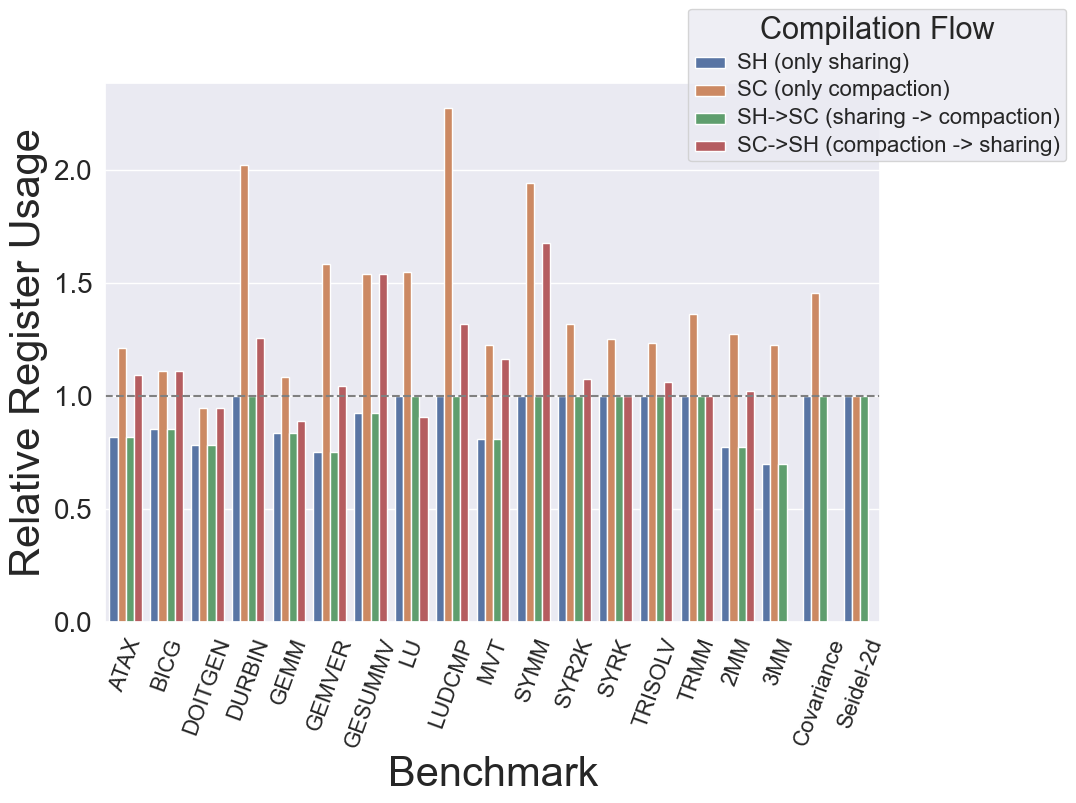 Compilation Flow
SH (only sharing)
SC (only compaction)
SH->SC (sharing -> compaction)
SC->SH (compaction -> sharing)
Relative Register Usage
2.0
1.5
1.0
0.5
0.0
ATAX
BICG
DOITGEN
DURBIN
GEMM
GEMVER
GESUMMV
LU
LUDCMP
MVT
SYMM
SYR2K
SYRK
TRISOLV
TRMM
2MM
3MM
Covariance
Seidel-2d
Benchmark